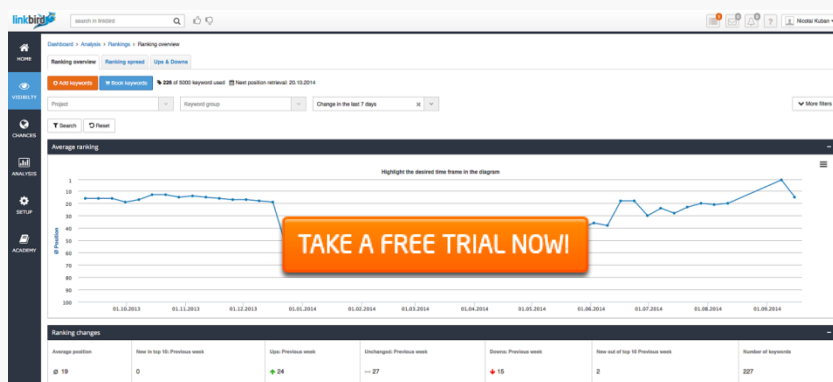 linkbird
search in linkbird
Nicolai Kuban
Dashboard > Analysis > Rankings > Ranking overview
HOME
Ranking overview Ranking spread Ups & Downs
Add keywords Book keywords 226 of 5000 keyword used Next position retrieval: 20.10.2014
VISIBILTY
Project Keyword group Change in the last 7 days More filters
CHANCES
Search Reset
Average ranking
ANALYSIS
Highlight the desired time frame in the diagram
1
10
20
SETUP
30
40
TAKE A FREE TRIAL NOW!
50
ACADEMY
Ø Position
60
70
80
90
100
01.10.2013 01.11.2013 01.12.2013 01.01.2014 01.02.2014 01.03.2014 01.04.2014 01.05.2014 01.06.2014 01.07.2014 01.08.2014 01.09.2014
Ranking changes
Average position New in top 10: Previous week Ups: Previous week Unchanged: Previous week Downs: Previous week New out of top 10 Previous week Number of keywords
Ø 19 0 24 27 15 2 227